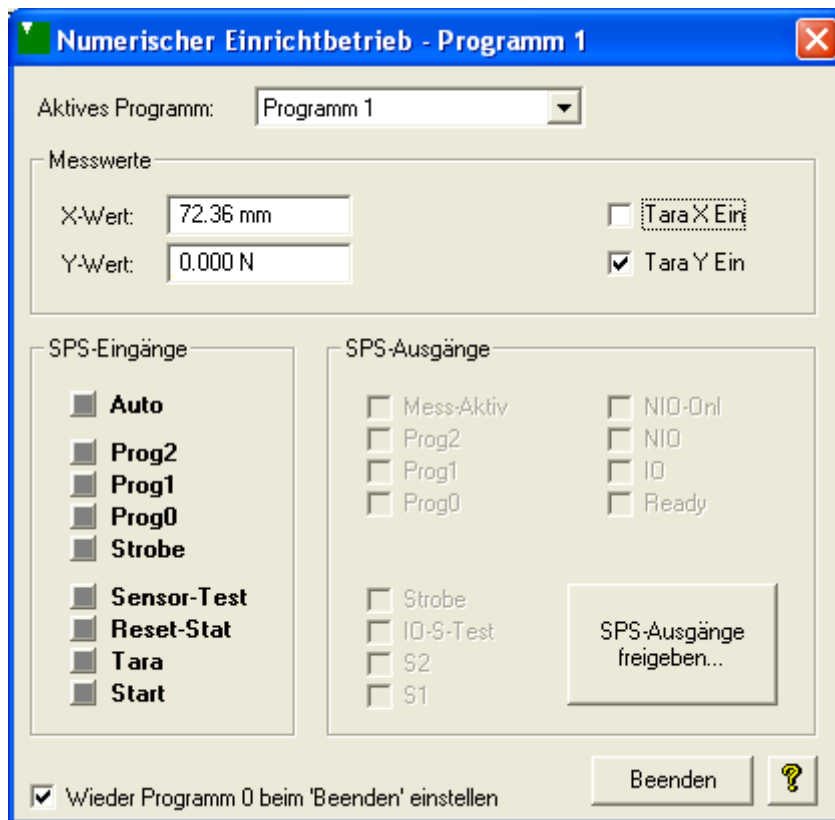 Numerischer Einrichtbetrieb - Programm 1
Aktives Programm: Programm 1
Messwerte
X-Wert: 72.36 mm Tara X Ein
Y-Wert: 0.000 N Tara Y Ein
SPS-Eingänge
Auto
Prog2
Prog1
Prog0
Strobe
Sensor-Test
Reset-Stat
Tara
Start
SPS-Ausgänge
Mess-Aktiv NIO-Onl
Prog2 NIO
Prog1 IO
Prog0 Ready
Strobe
IO-S-Test
S2
S1
SPS-Ausgänge
freigeben...
Wieder Programm 0 beim 'Beenden' einstellen
Beenden ?